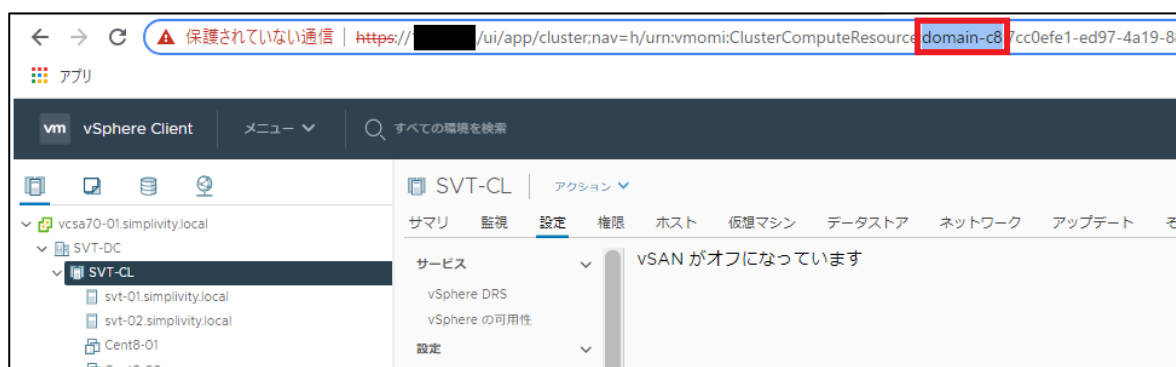 保護されていない通信 | https:// /ui/app/cluster;nav=h/urn:vmomi:ClusterComputeResource:domain-c8:7cc0efe1-ed97-4a19-8
アプリ
vm vSphere Client メニュー すべての環境を検索
SVT-CL アクション
vcsa70-01.simplivity.local
サマリ 監視 設定 権限 ホスト 仮想マシン データストア ネットワーク アップデート そ
SVT-DC
サービス
vSAN がオフになっています
SVT-CL
svt-01.simplivity.local
vSphere DRS
svt-02.simplivity.local
vSphere の可用性
Cent8-01
設定